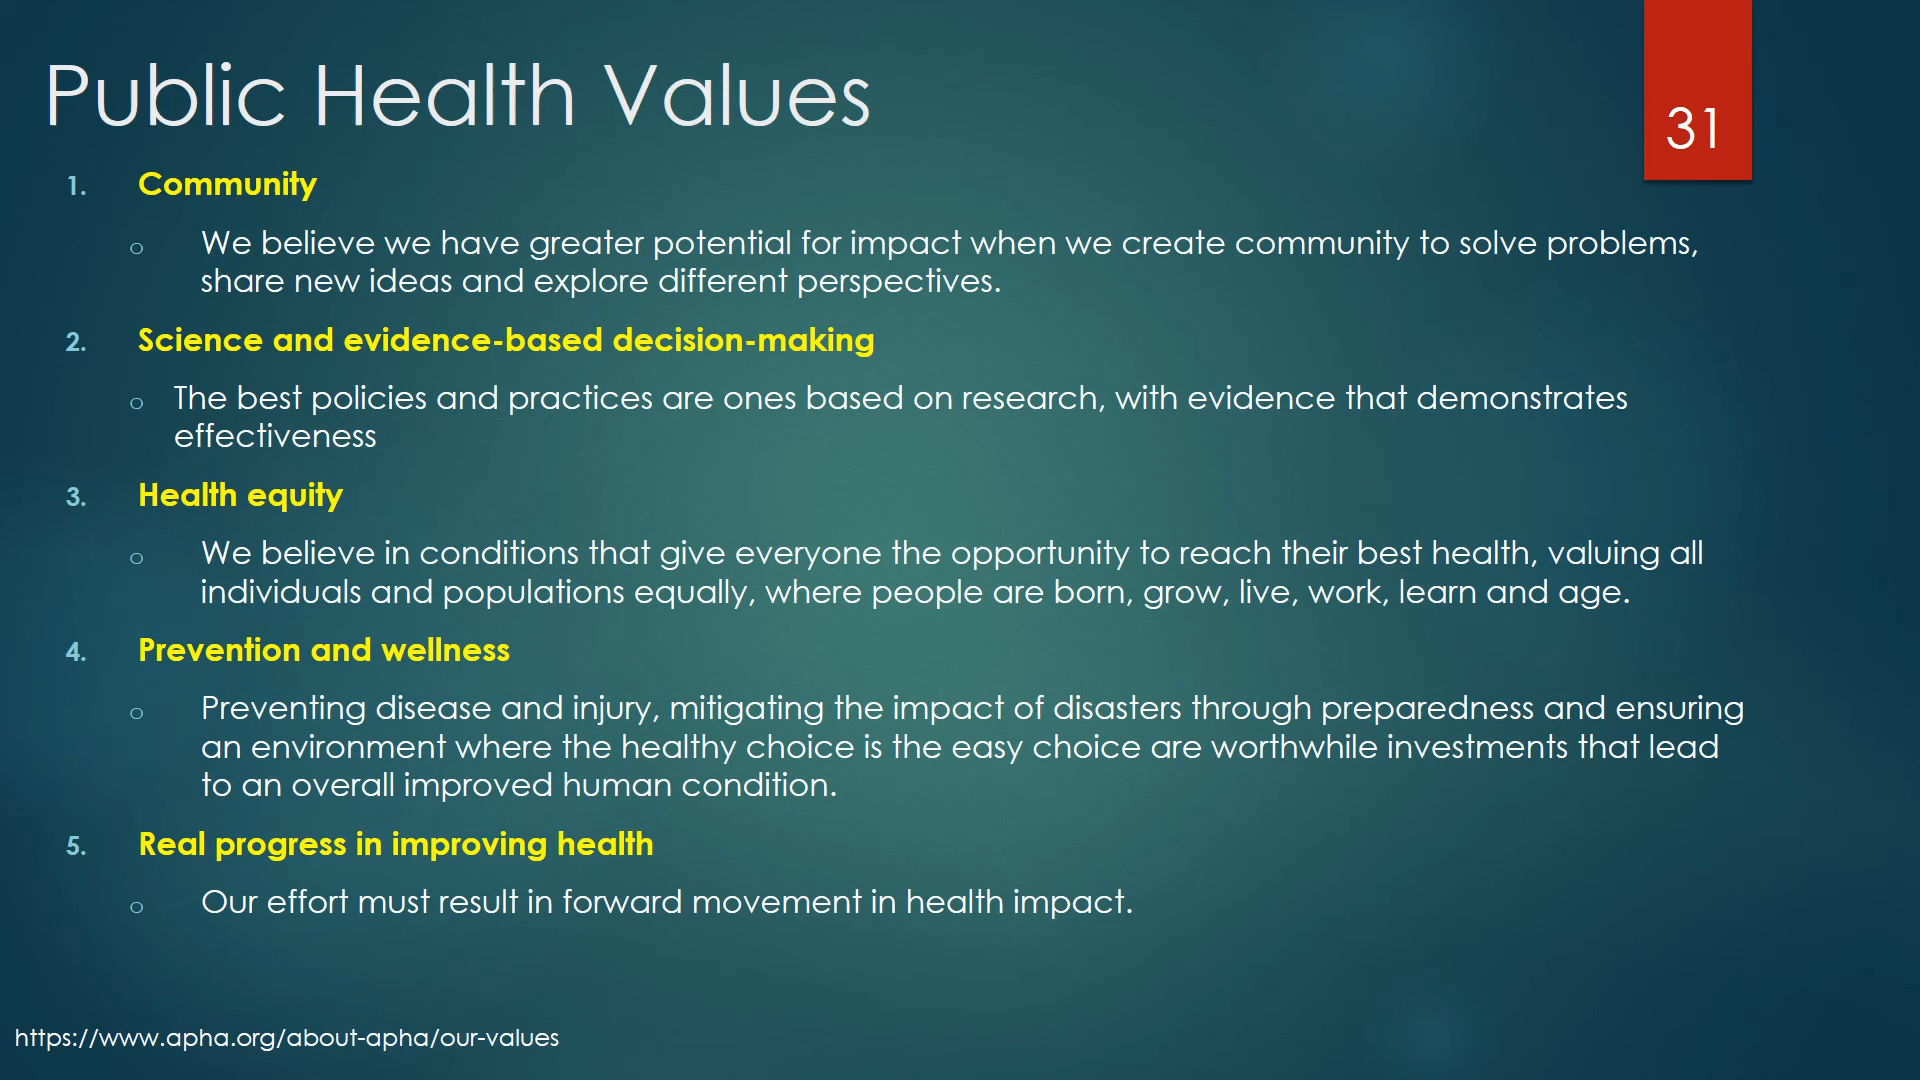 Public Health Values
31
1. Community
o We believe we have greater potential for impact when we create community to solve problems,
share new ideas and explore different perspectives.
2. Science and evidence-based decision-making
o The best policies and practices are ones based on research, with evidence that demonstrates
effectiveness
3. Health equity
o We believe in conditions that give everyone the opportunity to reach their best health, valuing all
individuals and populations equally, where people are born, grow, live, work, learn and age.
4. Prevention and wellness
o Preventing disease and injury, mitigating the impact of disasters through preparedness and ensuring
an environment where the healthy choice is the easy choice are worthwhile investments that lead
to an overall improved human condition.
5. Real progress in improving health
o Our effort must result in forward movement in health impact.
https://www.apha.org/about-apha/our-values